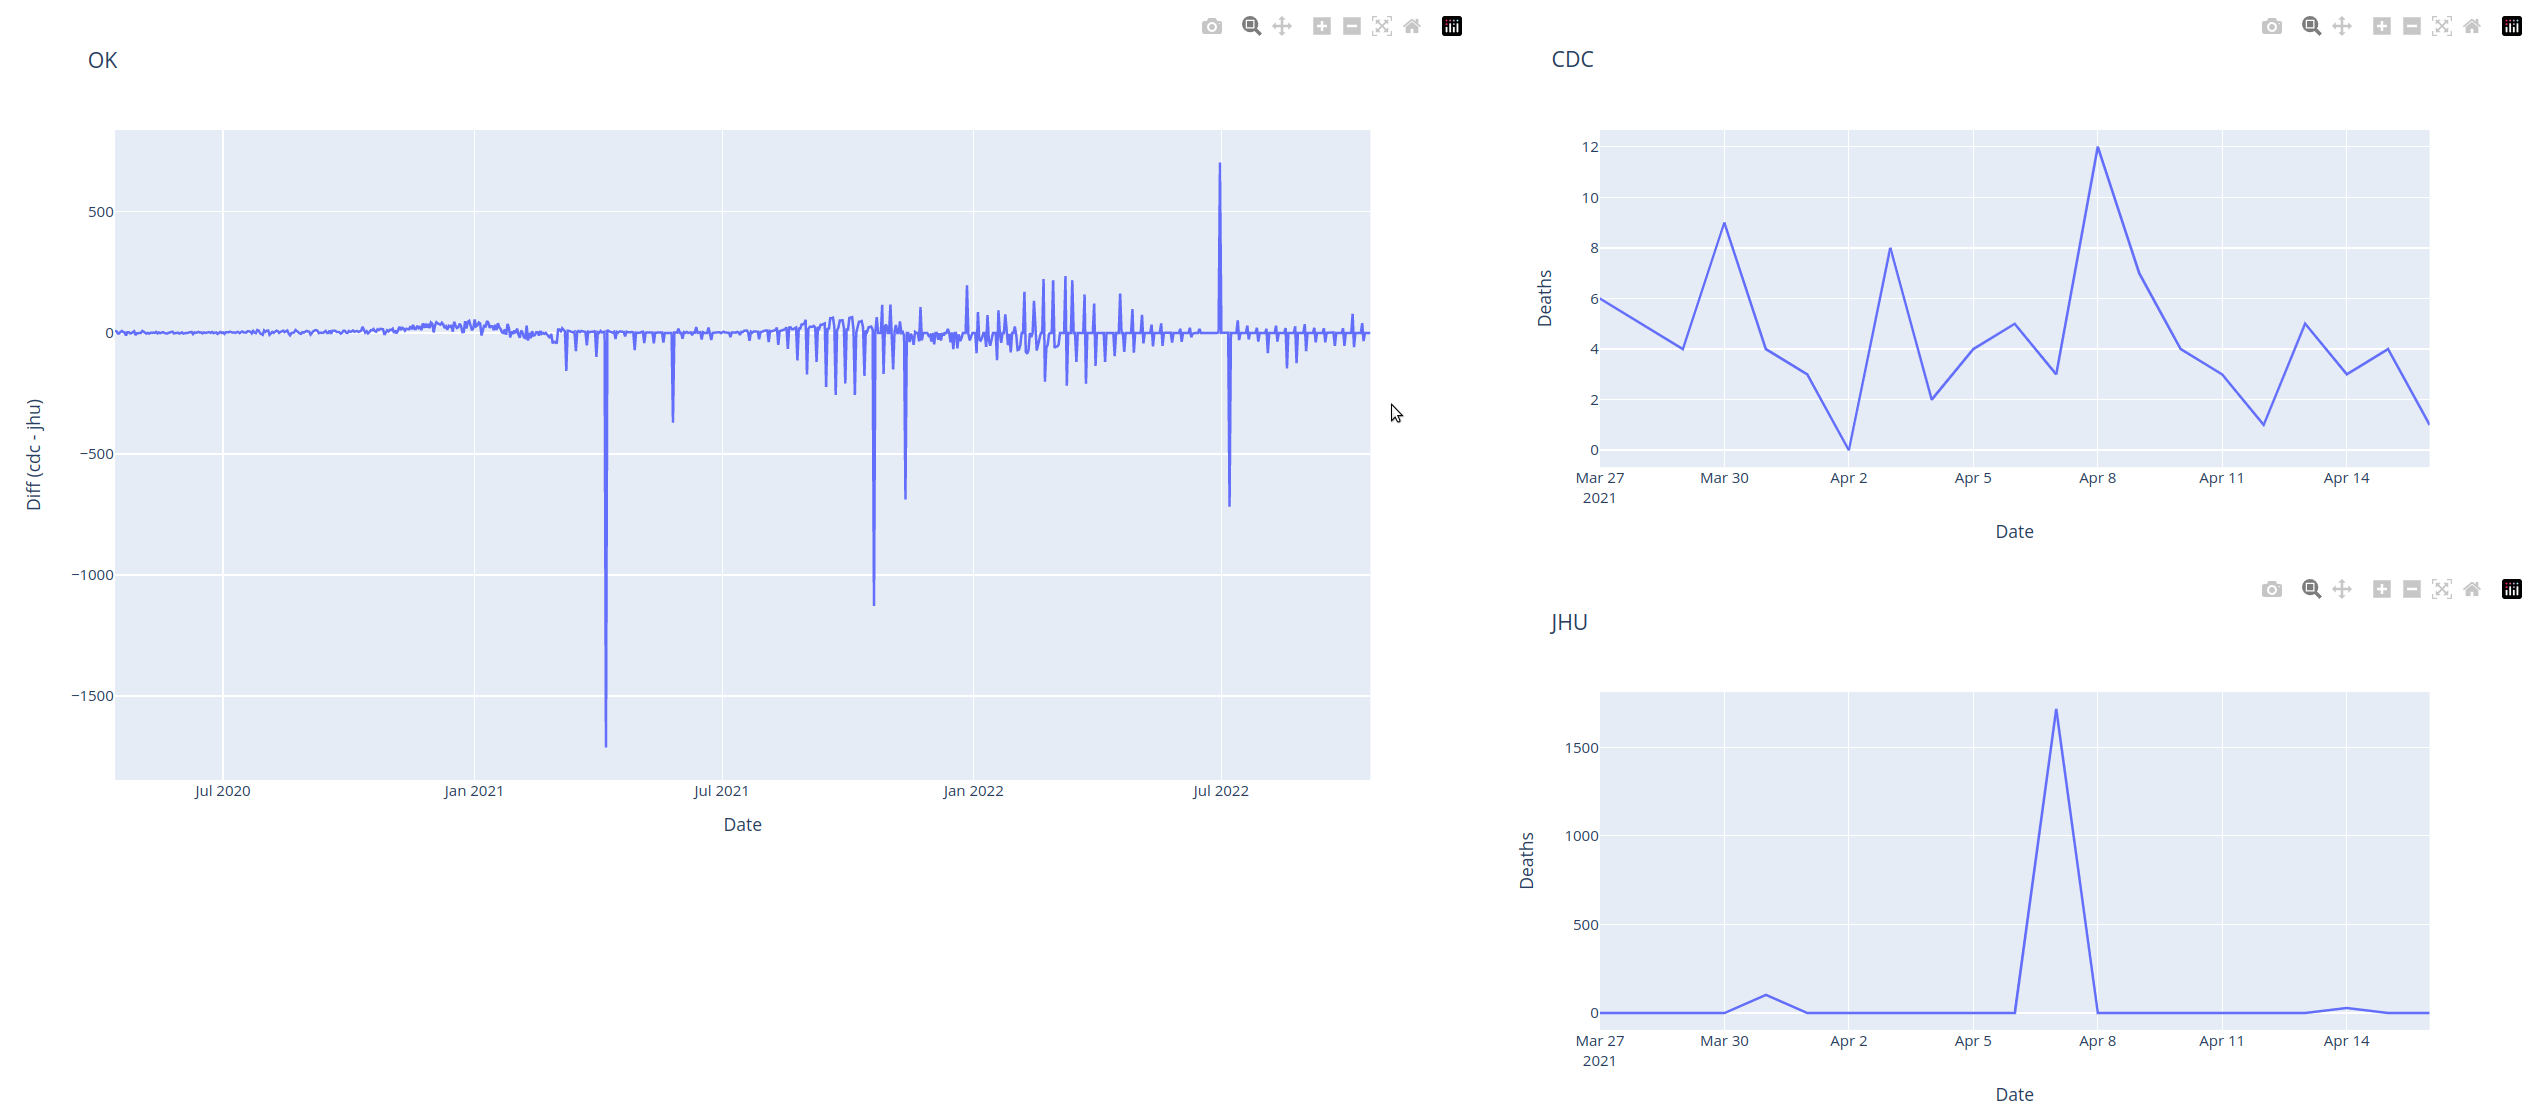 OK
500
0
−500
−1000
−1500
Diff (cdc - jhu)
Jul 2020 Jan 2021 Jul 2021 Jan 2022 Jul 2022
Date
CDC
12
10
8
6
4
2
0
Deaths
Mar 27 Mar 30 Apr 2 Apr 5 Apr 8 Apr 11 Apr 14
2021
Date
JHU
1500
1000
500
0
Deaths
Mar 27 Mar 30 Apr 2 Apr 5 Apr 8 Apr 11 Apr 14
2021
Date